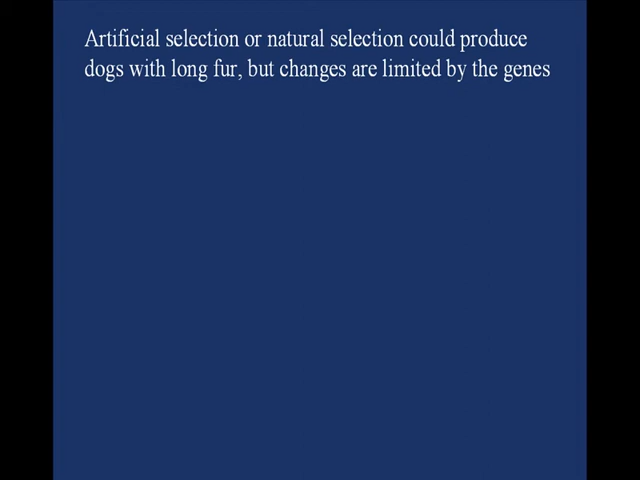 Artificial selection or natural selection could produce
dogs with long fur, but changes are limited by the genes